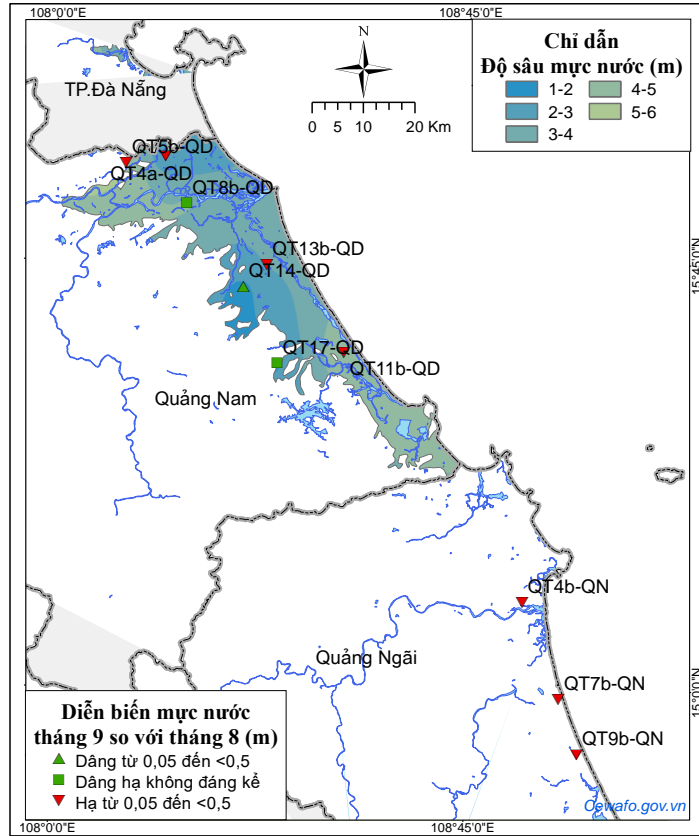 108°0'0"E
108°45'0"E
N
0 5 10 20 Km
Chỉ dẫn
Độ sâu mực nước (m)
1-2
2-3
3-4
4-5
5-6
TP.Đà Nẵng
QT5b-QD
QT4a-QD
QT8b-QD
QT13b-QD
QT14-QD
QT17-QD
QT11b-QD
15°45'0"N
Quảng Nam
QT4b-QN
Quảng Ngãi
QT7b-QN
15°0'0"N
QT9b-QN
Diễn biến mực nước
tháng 9 so với tháng 8 (m)
Dâng từ 0,05 đến <0,5
Dâng hạ không đáng kể
Hạ từ 0,05 đến <0,5
Cewafo.gov.vn
108°0'0"E
108°45'0"E